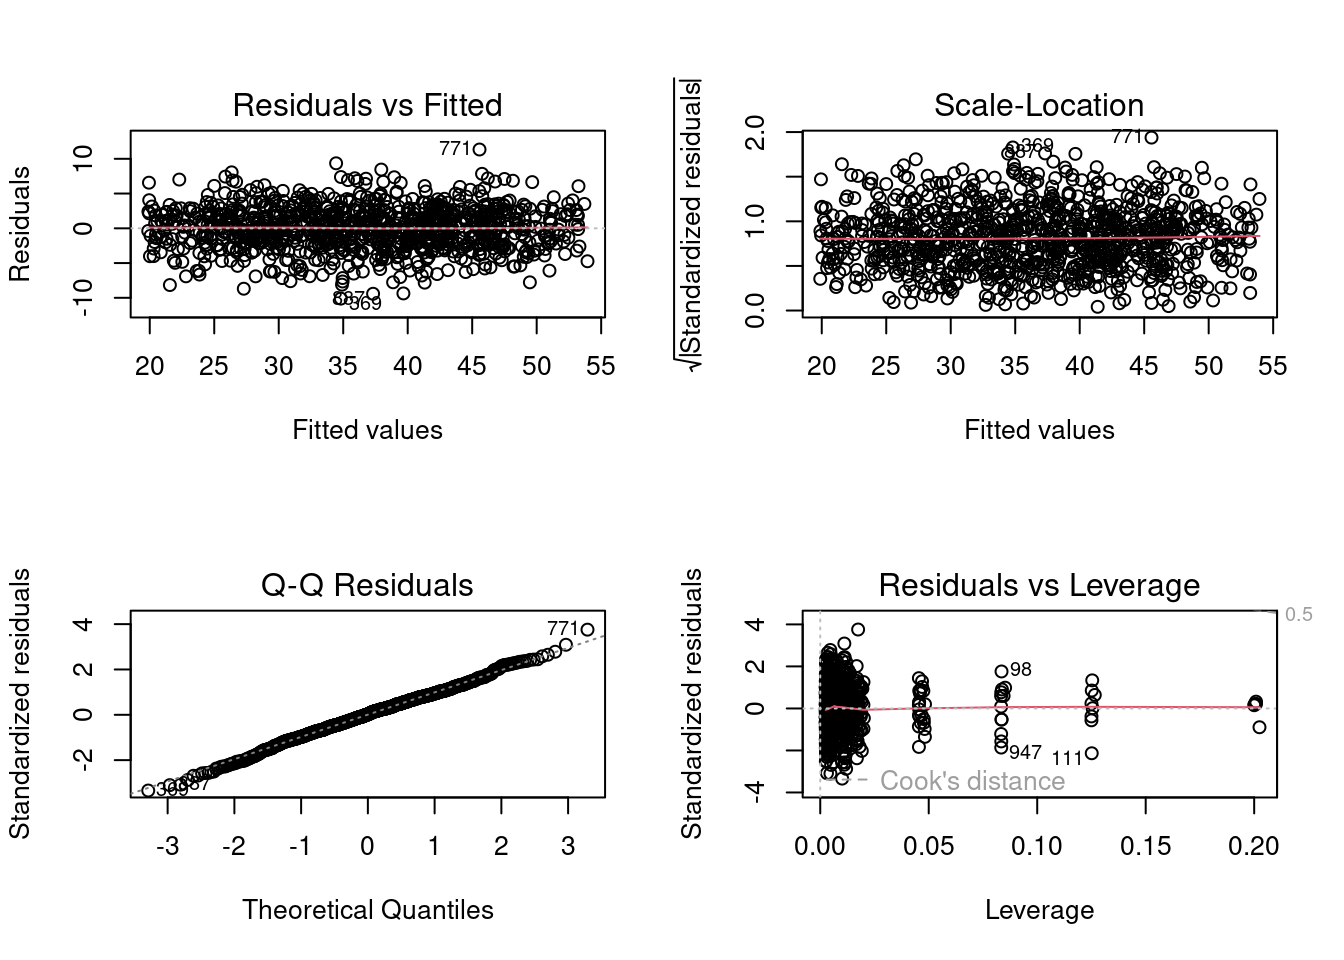 Residuals vs Fitted
Residuals
-10 0 10
771
369
20 25 30 35 40 45 50 55
Fitted values
Scale-Location
√|Standardized residuals|
0.0 1.0 2.0
771
369
20 25 30 35 40 45 50 55
Fitted values
Q-Q Residuals
Standardized residuals
-2 0 2 4
771
369
-3 -2 -1 0 1 2 3
Theoretical Quantiles
Residuals vs Leverage
Standardized residuals
-4 0 2 4
0.5
98
947
111
Cook's distance
0.00 0.05 0.10 0.15 0.20
Leverage